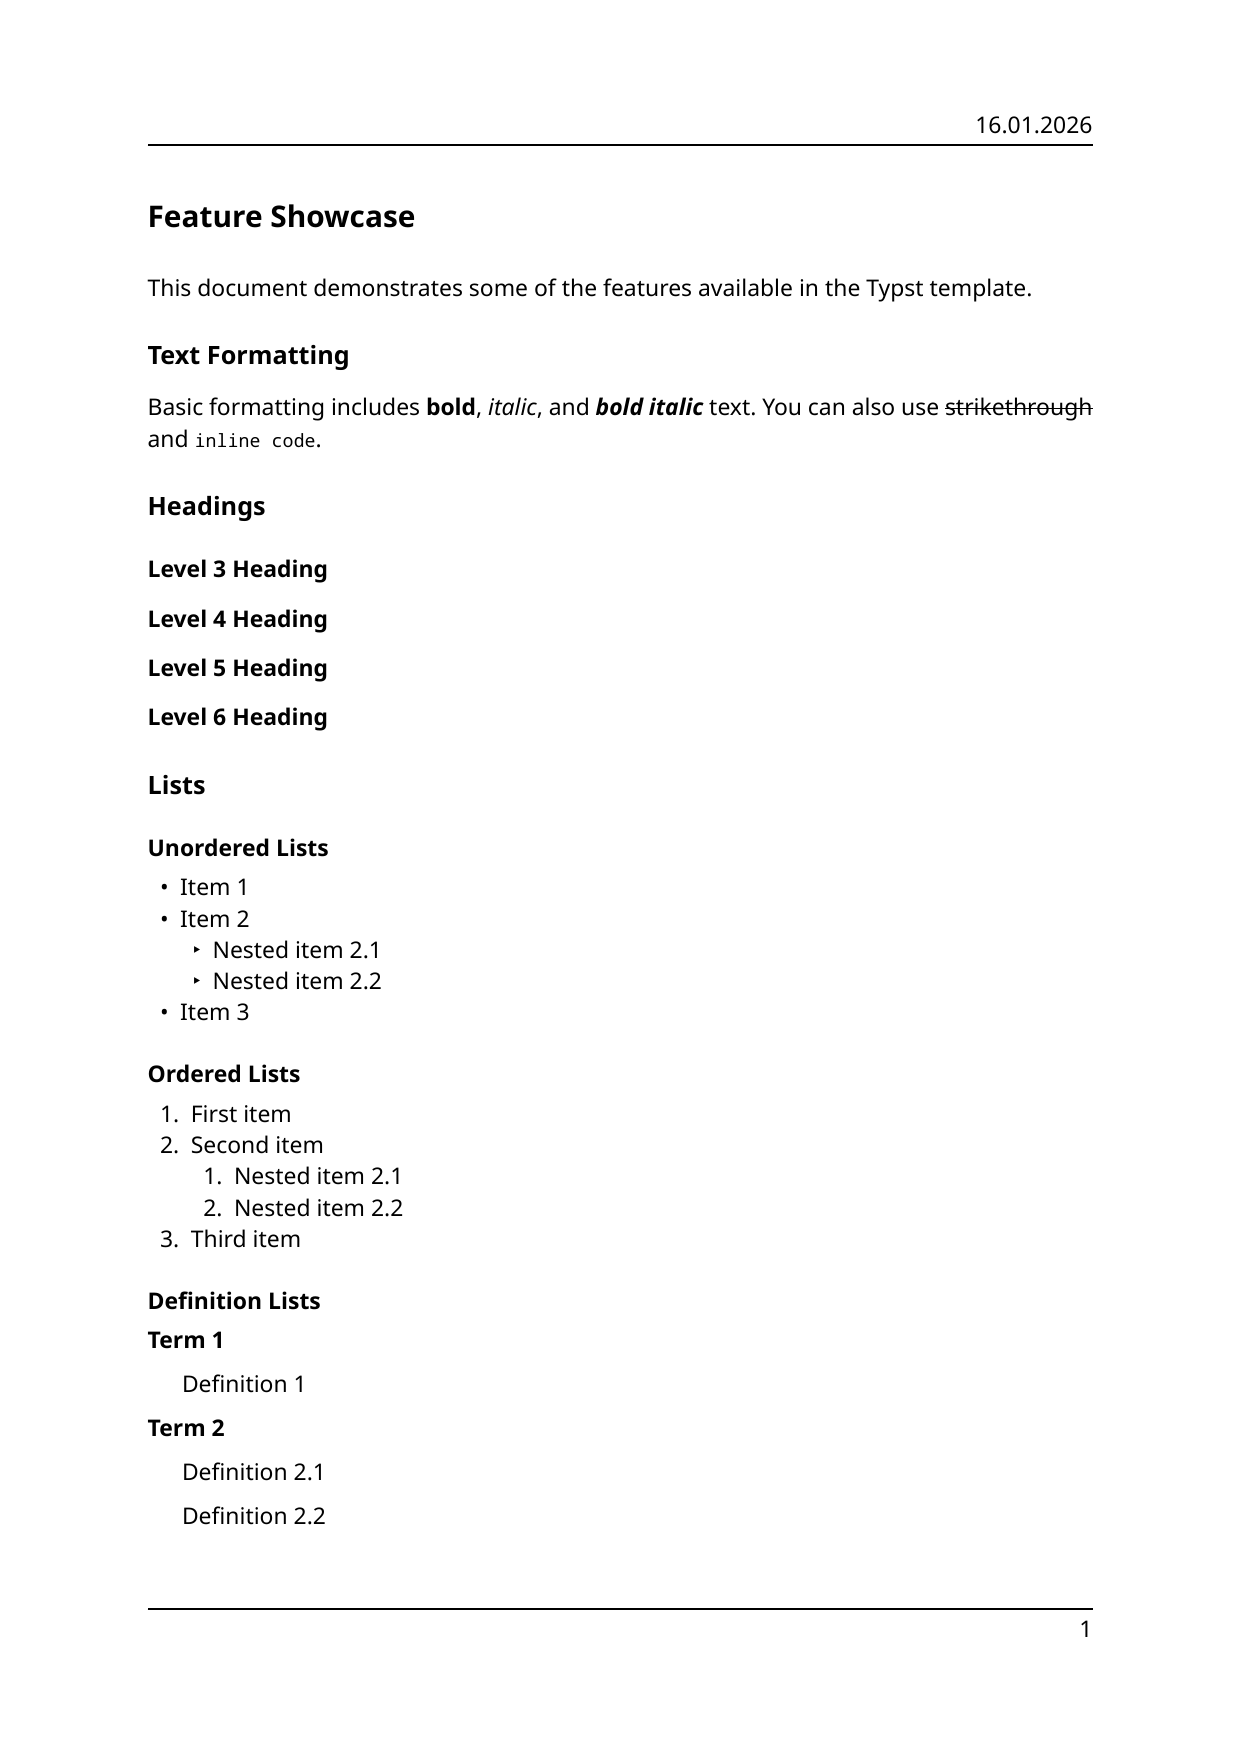 16.01.2026
Feature Showcase
This document demonstrates some of the features available in the Typst template.
Text Formatting
Basic formatting includes bold, italic, and bold italic text. You can also use strikethrough
and inline code.
Headings
Level 3 Heading
Level 4 Heading
Level 5 Heading
Level 6 Heading
Lists
Unordered Lists
• Item 1
• Item 2
‣ Nested item 2.1
‣ Nested item 2.2
• Item 3
Ordered Lists
1. First item
2. Second item
1. Nested item 2.1
2. Nested item 2.2
3. Third item
Definition Lists
Term 1
Definition 1
Term 2
Definition 2.1
Definition 2.2
1